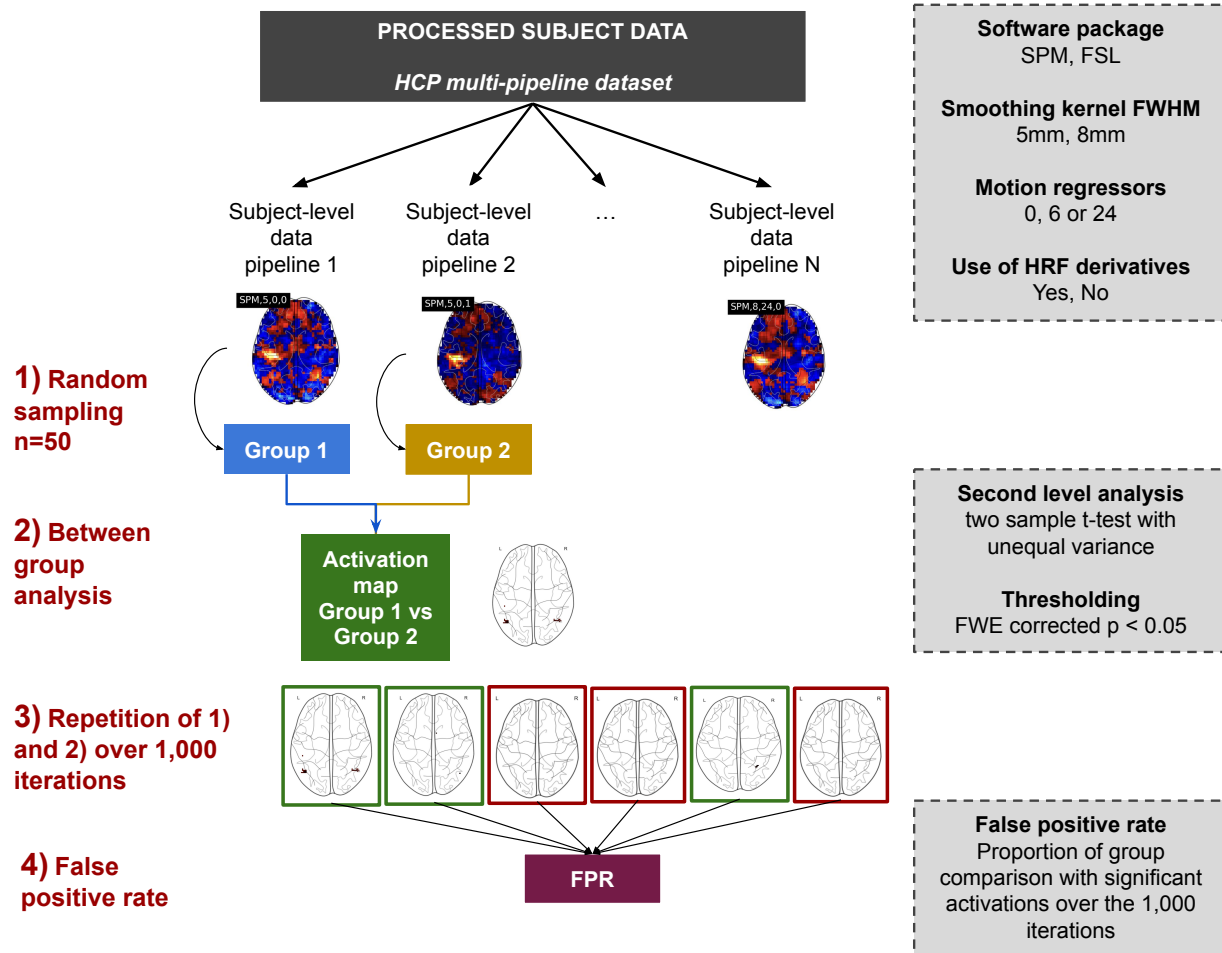 PROCESSED SUBJECT DATA
HCP multi-pipeline dataset
Software package
SPM, FSL
Smoothing kernel FWHM
5mm, 8mm
Motion regressors
0, 6 or 24
Use of HRF derivatives
Yes, No
Subject-level
data
pipeline 1
Subject-level
data
pipeline 2
…
Subject-level
data
pipeline N
SPM,5,0,0
SPM,5,0,1
SPM,8,24,0
1) Random
sampling
n=50
Group 1
Group 2
2) Between
group
analysis
Activation
map
Group 1 vs
Group 2
L R
Second level analysis
two sample t-test with
unequal variance
Thresholding
FWE corrected p < 0.05
3) Repetition of 1)
and 2) over 1,000
iterations
L R
L R
L R
L R
L R
L R
4) False
positive rate
FPR
False positive rate
Proportion of group
comparison with significant
activations over the 1,000
iterations